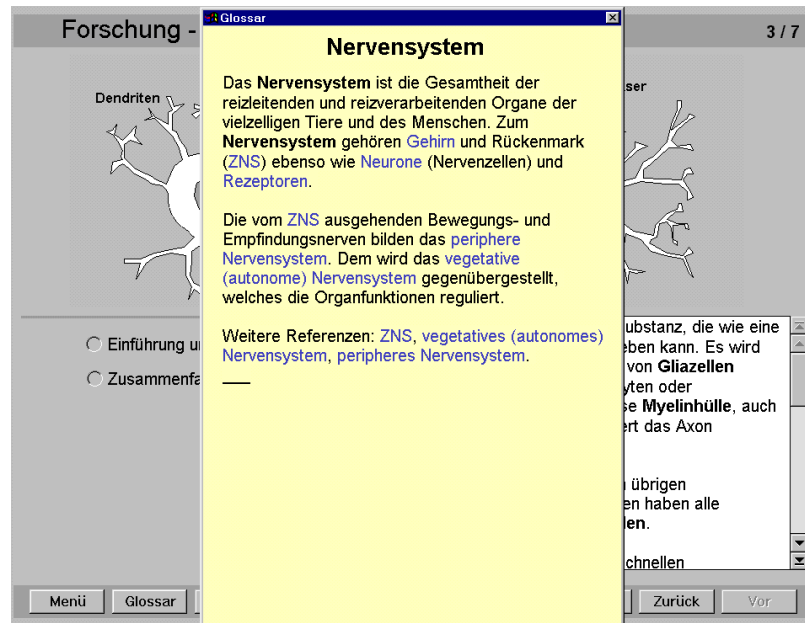 Forschung -
3 / 7
Glossar
Nervensystem
Das Nervensystem ist die Gesamtheit der
reizleitenden und reizverarbeitenden Organe der
vielzelligen Tiere und des Menschen. Zum
Nervensystem gehören Gehirn und Rückenmark
(ZNS) ebenso wie Neurone (Nervenzellen) und
Rezeptoren.
Die vom ZNS ausgehenden Bewegungs- und
Empfindungsnerven bilden das periphere
Nervensystem. Dem wird das vegetative
(autonome) Nervensystem gegenübergestellt,
welches die Organfunktionen reguliert.
Weitere Referenzen: ZNS, vegetatives (autonomes)
Nervensystem, peripheres Nervensystem.
Dendriten
ser
Einführung u
Zusammenfa
ubstanz, die wie eine
eben kann. Es wird
von Gliazellen
yten oder
se Myelinhülle, auch
ert das Axon
übrigen
en haben alle
len.
chnellen
Menü
Glossar
Zurück
Vor